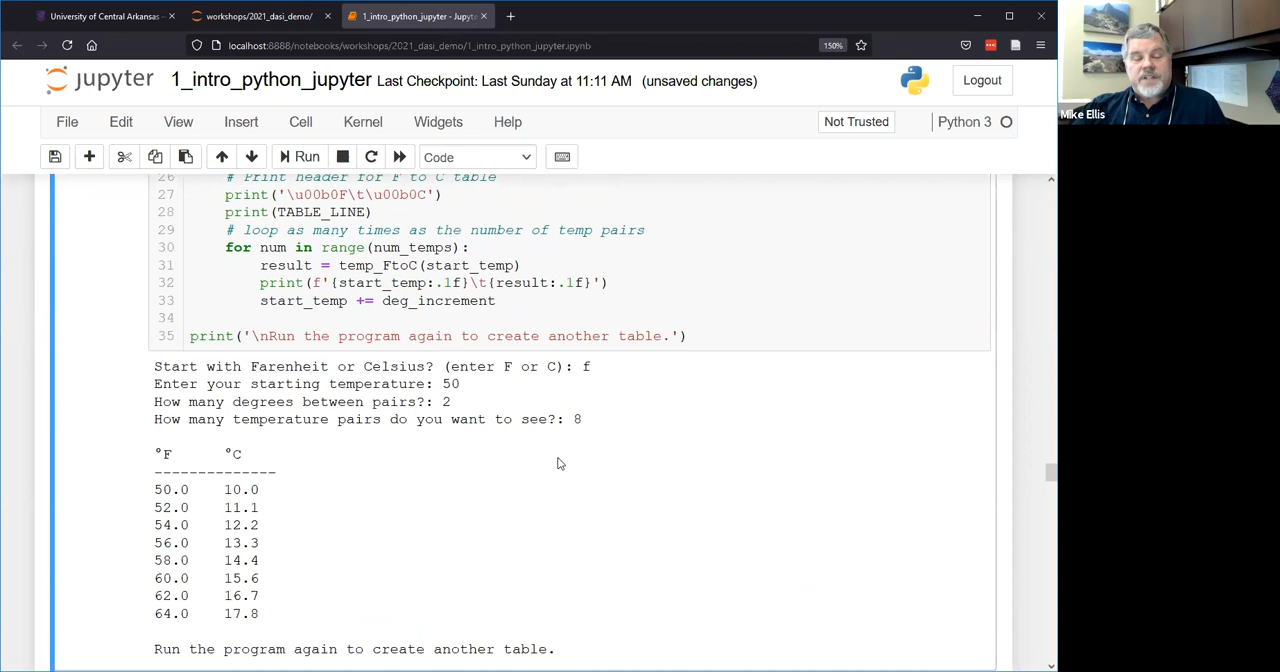 University of Central Arkansas -
workshops/2021_dasi_demo/
1_intro_python_jupyter - Jupyte
localhost:8888/notebooks/workshops/2021_dasi_demo/1_intro_python_jupyter.ipynb
150%
jupyter 1_intro_python_jupyter Last Checkpoint: Last Sunday at 11:11 AM (unsaved changes)
Logout
Mike Ellis
File Edit View Insert Cell Kernel Widgets Help
Not Trusted
Python 3
Run
Code
26 # Print header for F to C table
27 print('\u00b0F\t\u00b0C')
28 print(TABLE_LINE)
29 # loop as many times as the number of temp pairs
30 for num in range(num_temps):
31 result = temp_FtoC(start_temp)
32 print(f'{start_temp:.1f}\t{result:.1f}')
33 start_temp += deg_increment
34
35 print('\nRun the program again to create another table.')
Start with Farenheit or Celsius? (enter F or C): f
Enter your starting temperature: 50
How many degrees between pairs?: 2
How many temperature pairs do you want to see?: 8
°F °C
--------------
50.0 10.0
52.0 11.1
54.0 12.2
56.0 13.3
58.0 14.4
60.0 15.6
62.0 16.7
64.0 17.8
Run the program again to create another table.